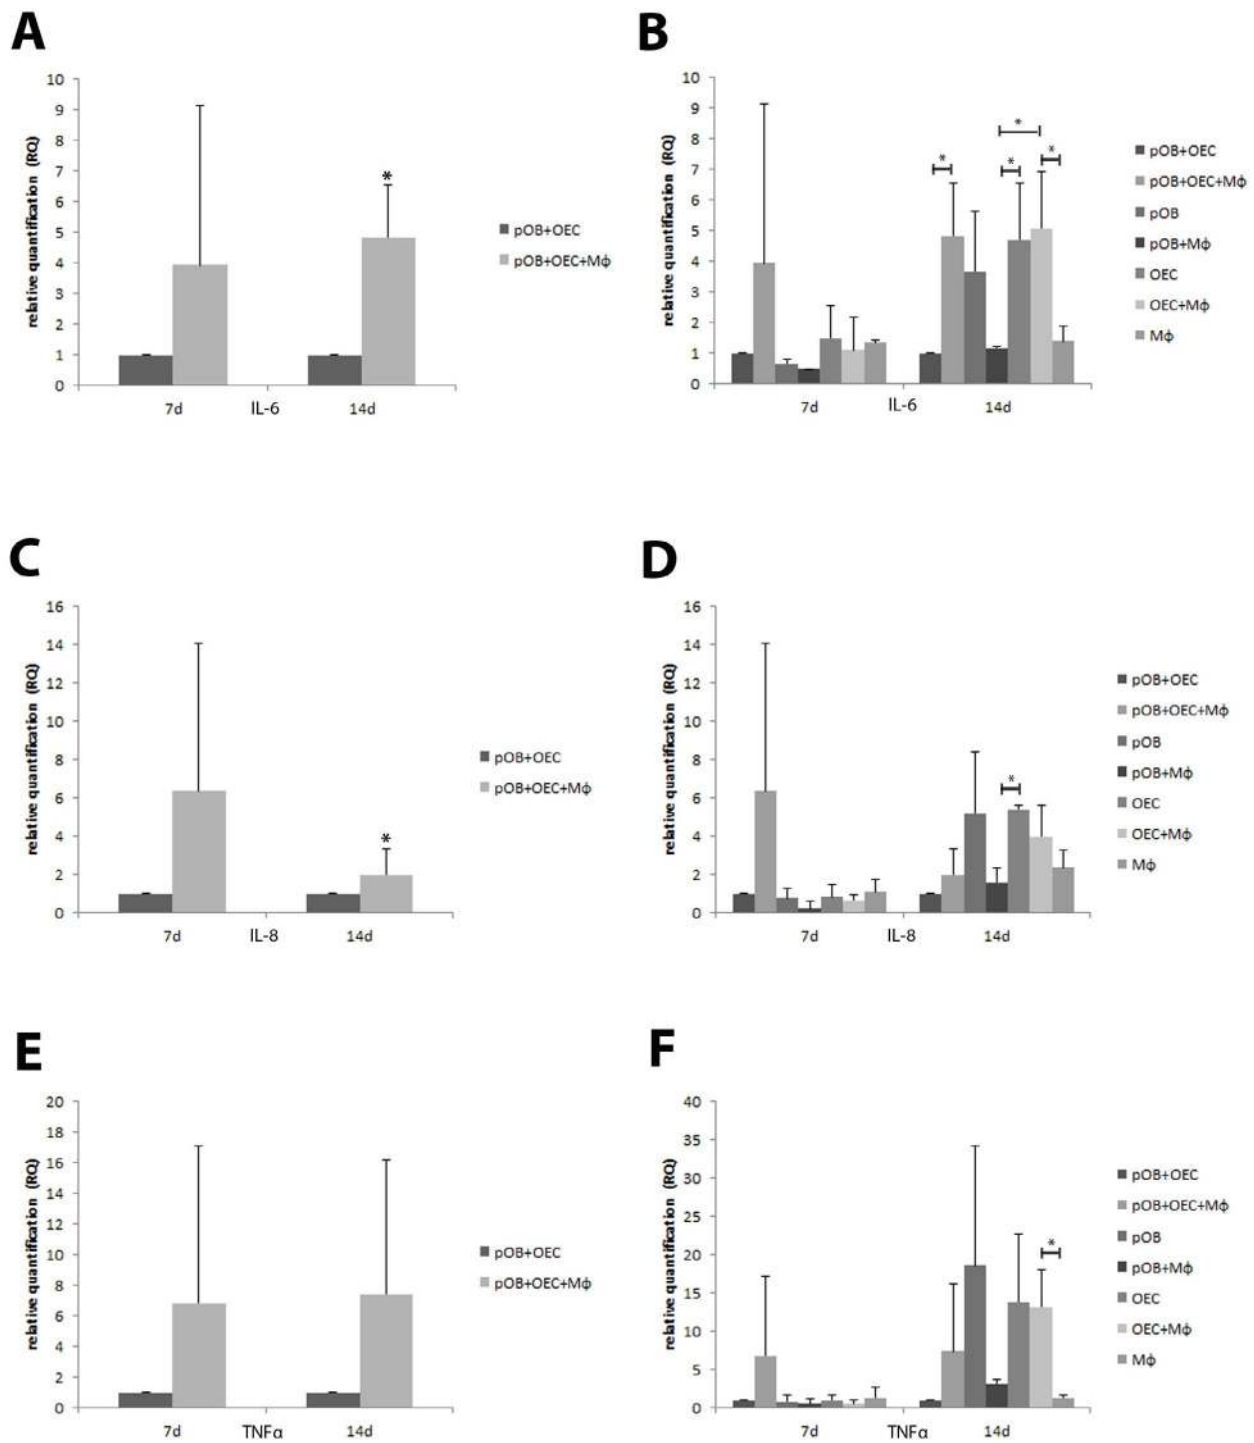 A
B
relative quantification (RQ)
10
9
8
7
6
5
4
3
2
1
0
*
7d
IL-6
14d
pOB+OEC
pOB+OEC+Mϕ
relative quantification (RQ)
10
9
8
7
6
5
4
3
2
1
0
*
*
*
*
7d
IL-6
14d
pOB+OEC
pOB+OEC+Mϕ
pOB
pOB+Mϕ
OEC
OEC+Mϕ
Mϕ
C
D
relative quantification (RQ)
16
14
12
10
8
6
4
2
0
*
7d
IL-8
14d
pOB+OEC
pOB+OEC+Mϕ
relative quantification (RQ)
16
14
12
10
8
6
4
2
0
*
7d
IL-8
14d
pOB+OEC
pOB+OEC+Mϕ
pOB
pOB+Mϕ
OEC
OEC+Mϕ
Mϕ
E
F
relative quantification (RQ)
20
18
16
14
12
10
8
6
4
2
0
7d
TNFα
14d
pOB+OEC
pOB+OEC+Mϕ
relative quantification (RQ)
40
35
30
25
20
15
10
5
0
*
7d
TNFα
14d
pOB+OEC
pOB+OEC+Mϕ
pOB
pOB+Mϕ
OEC
OEC+Mϕ
Mϕ